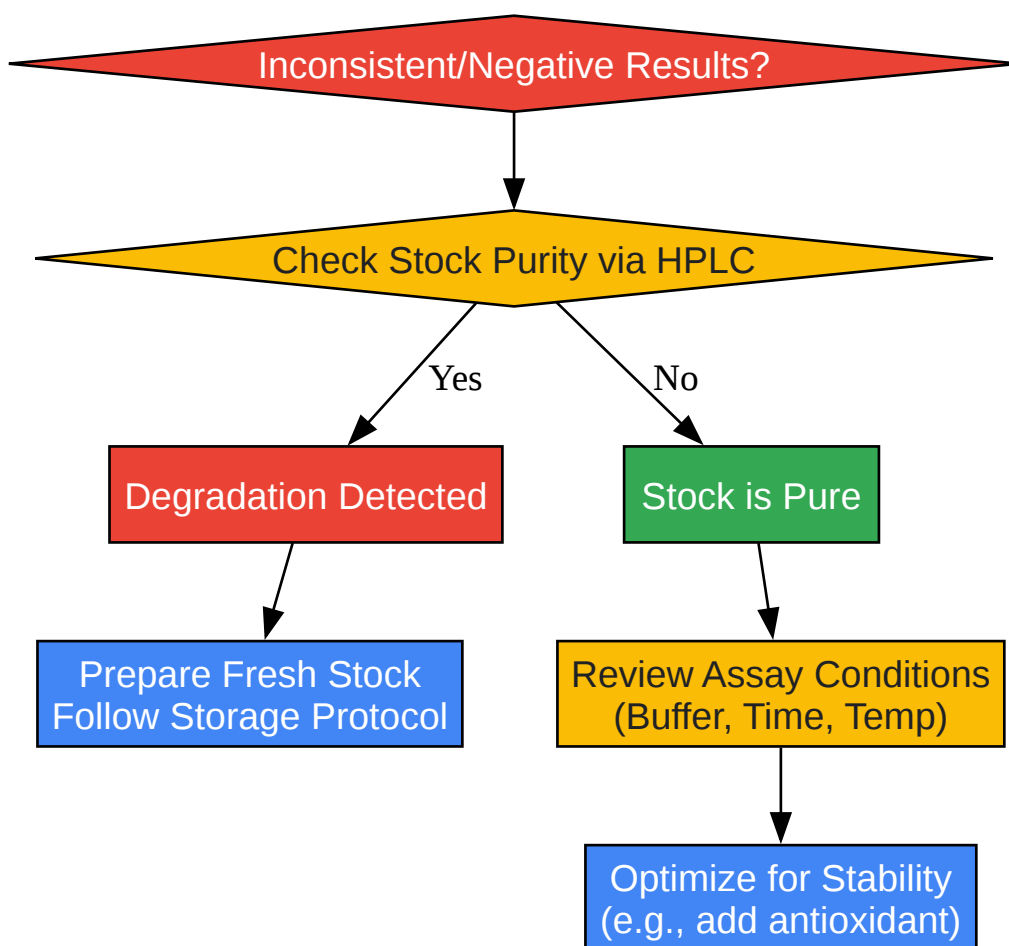 Inconsistent/Negative Results?
Check Stock Purity via HPLC
Yes
No
Degradation Detected
Stock is Pure
Prepare Fresh Stock
Follow Storage Protocol
Review Assay Conditions
(Buffer, Time, Temp)
Optimize for Stability
(e.g., add antioxidant)